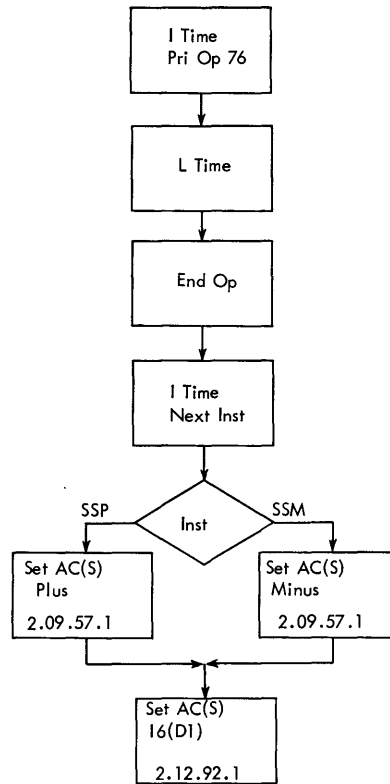 I Time
Pri Op 76
L Time
End Op
I Time
Next Inst
SSP
Inst
SSM
Set AC(S)
Plus
2.09.57.1
Set AC(S)
Minus
2.09.57.1
Set AC(S)
16(D1)
2.12.92.1